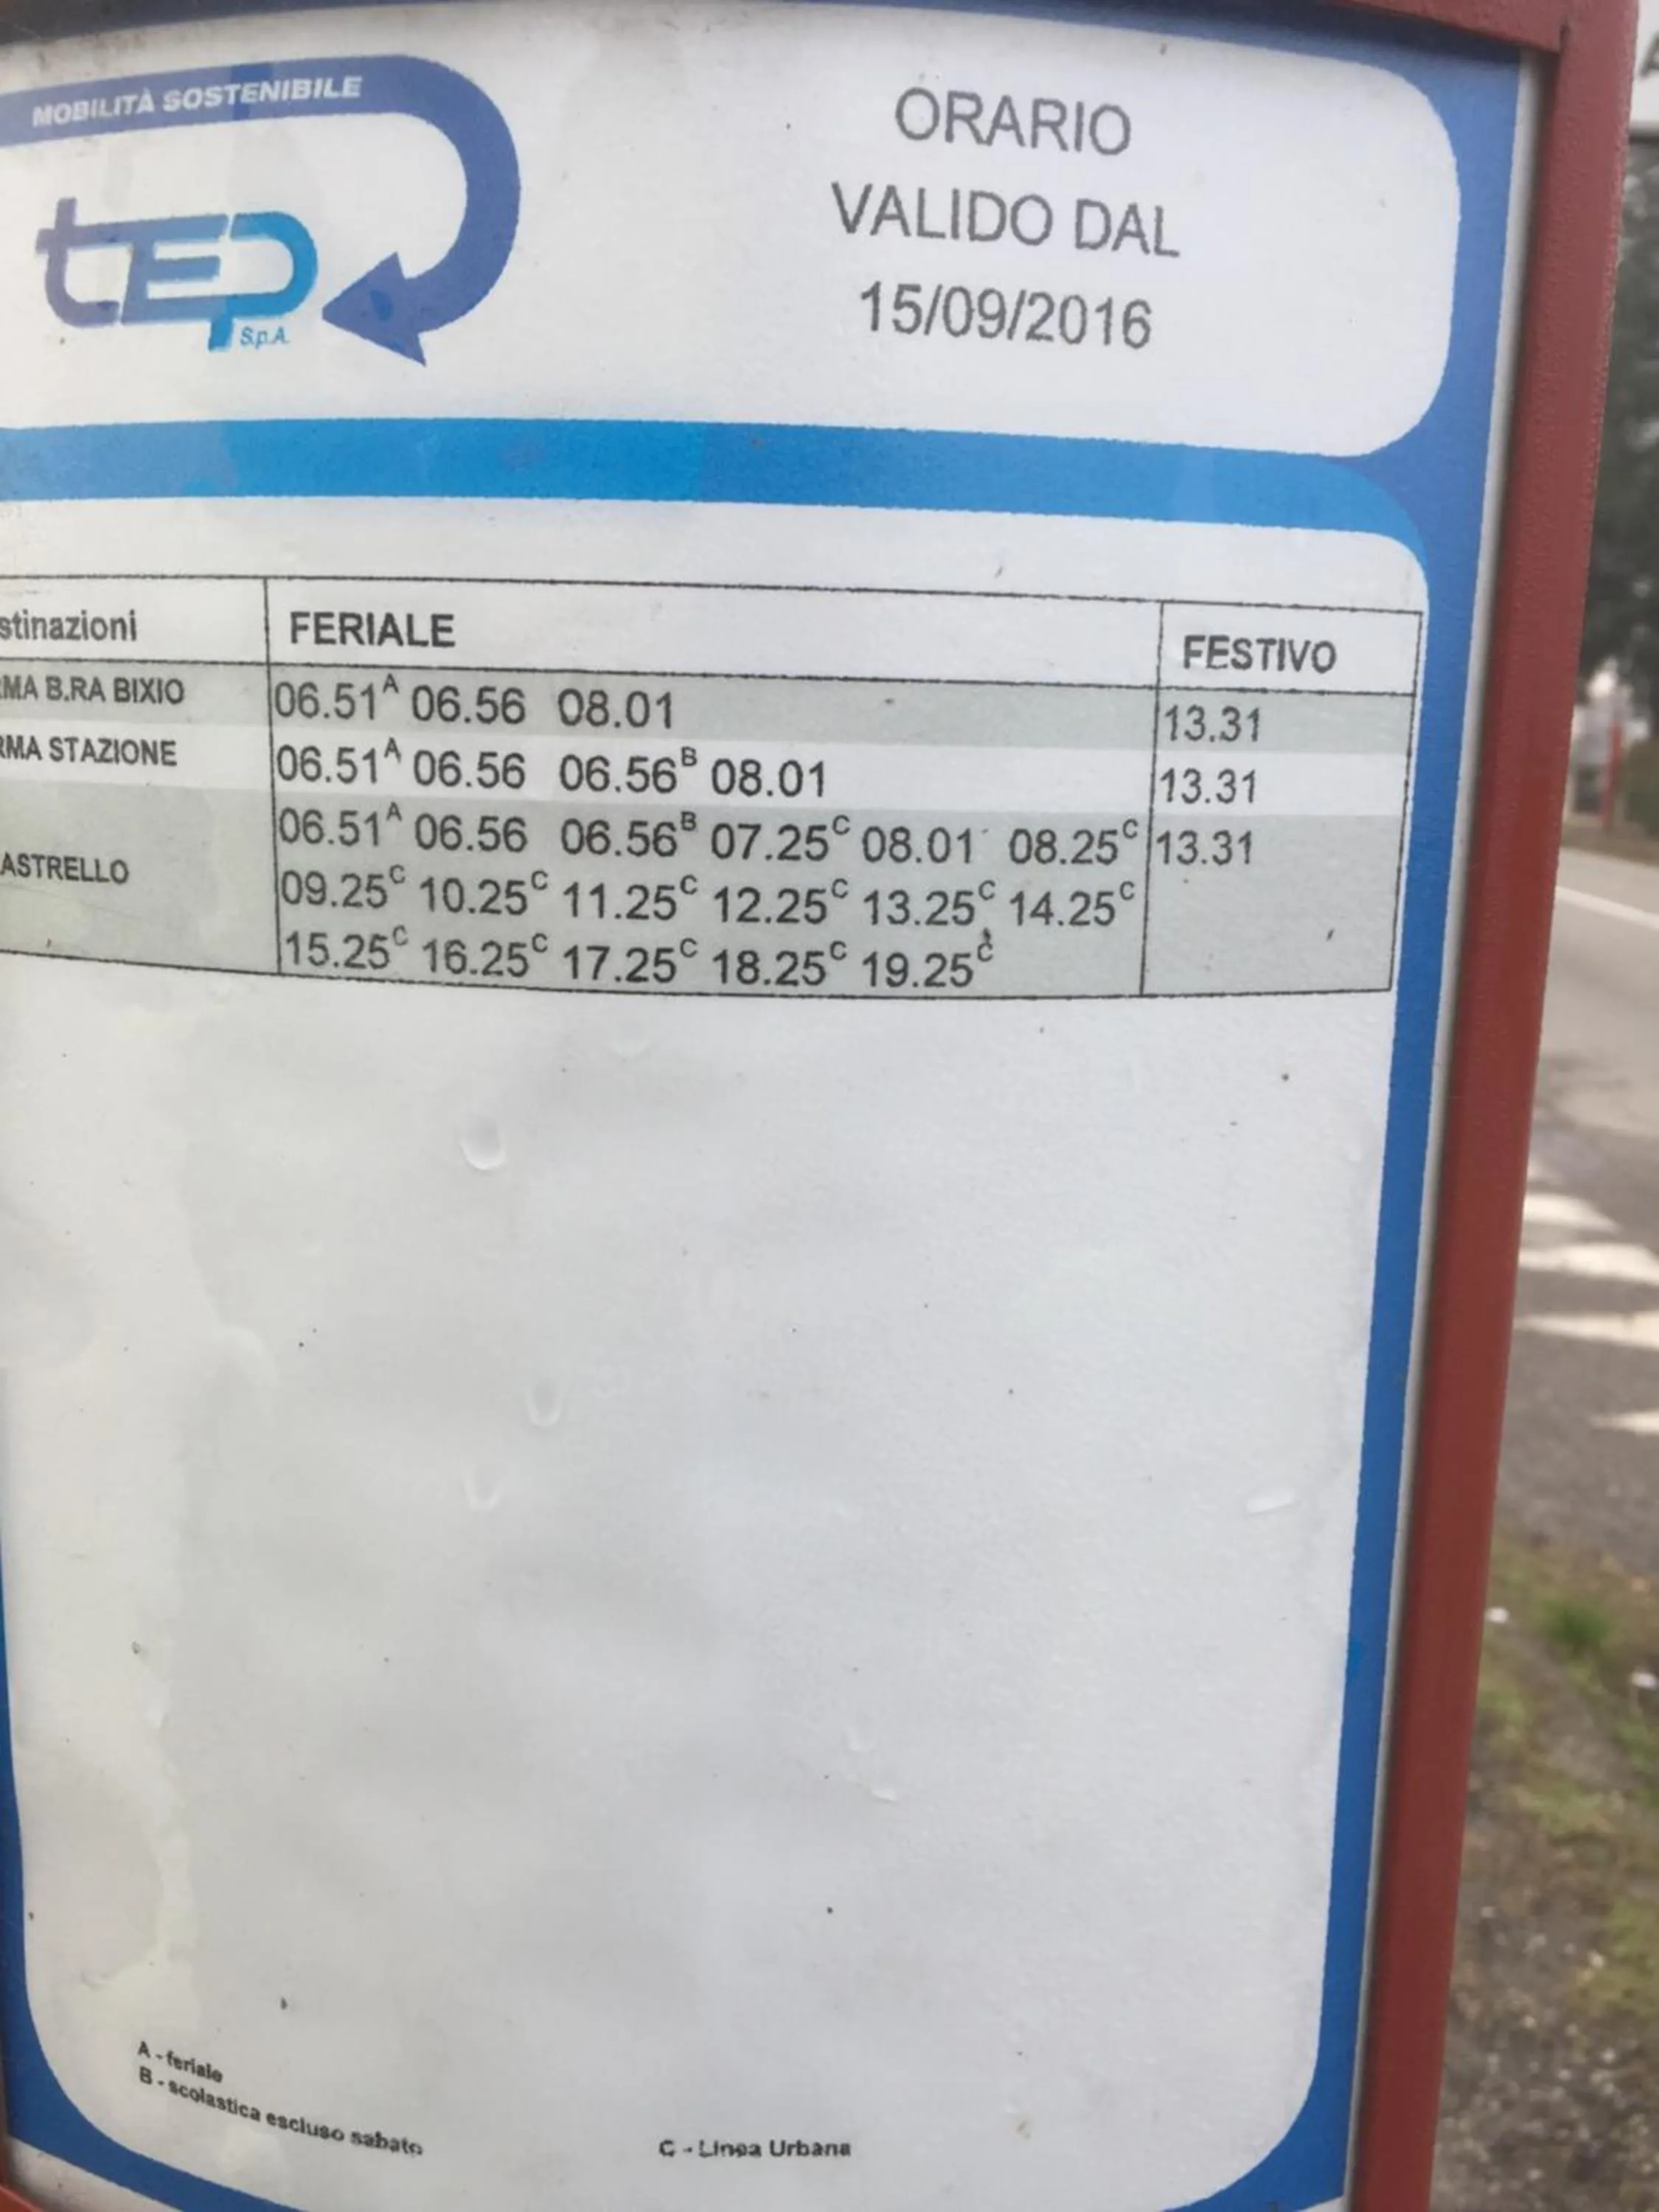 MOBILITÀ SOSTENIBILE
tEp
S.p.A.
ORARIO
VALIDO DAL
15/09/2016
stinazioni FERIALE FESTIVO
MA B.RA BIXIO 06.51A 06.56 08.01 13.31
RMA STAZIONE 06.51A 06.56 06.56B 08.01 13.31
06.51A 06.56 06.56B 07.25C 08.01 08.25C 13.31
ASTRELLO 09.25C 10.25C 11.25C 12.25C 13.25C 14.25C
15.25C 16.25C 17.25C 18.25C 19.25C
A - feriale
B - scolastica escluso sabato
C - Linea Urbana